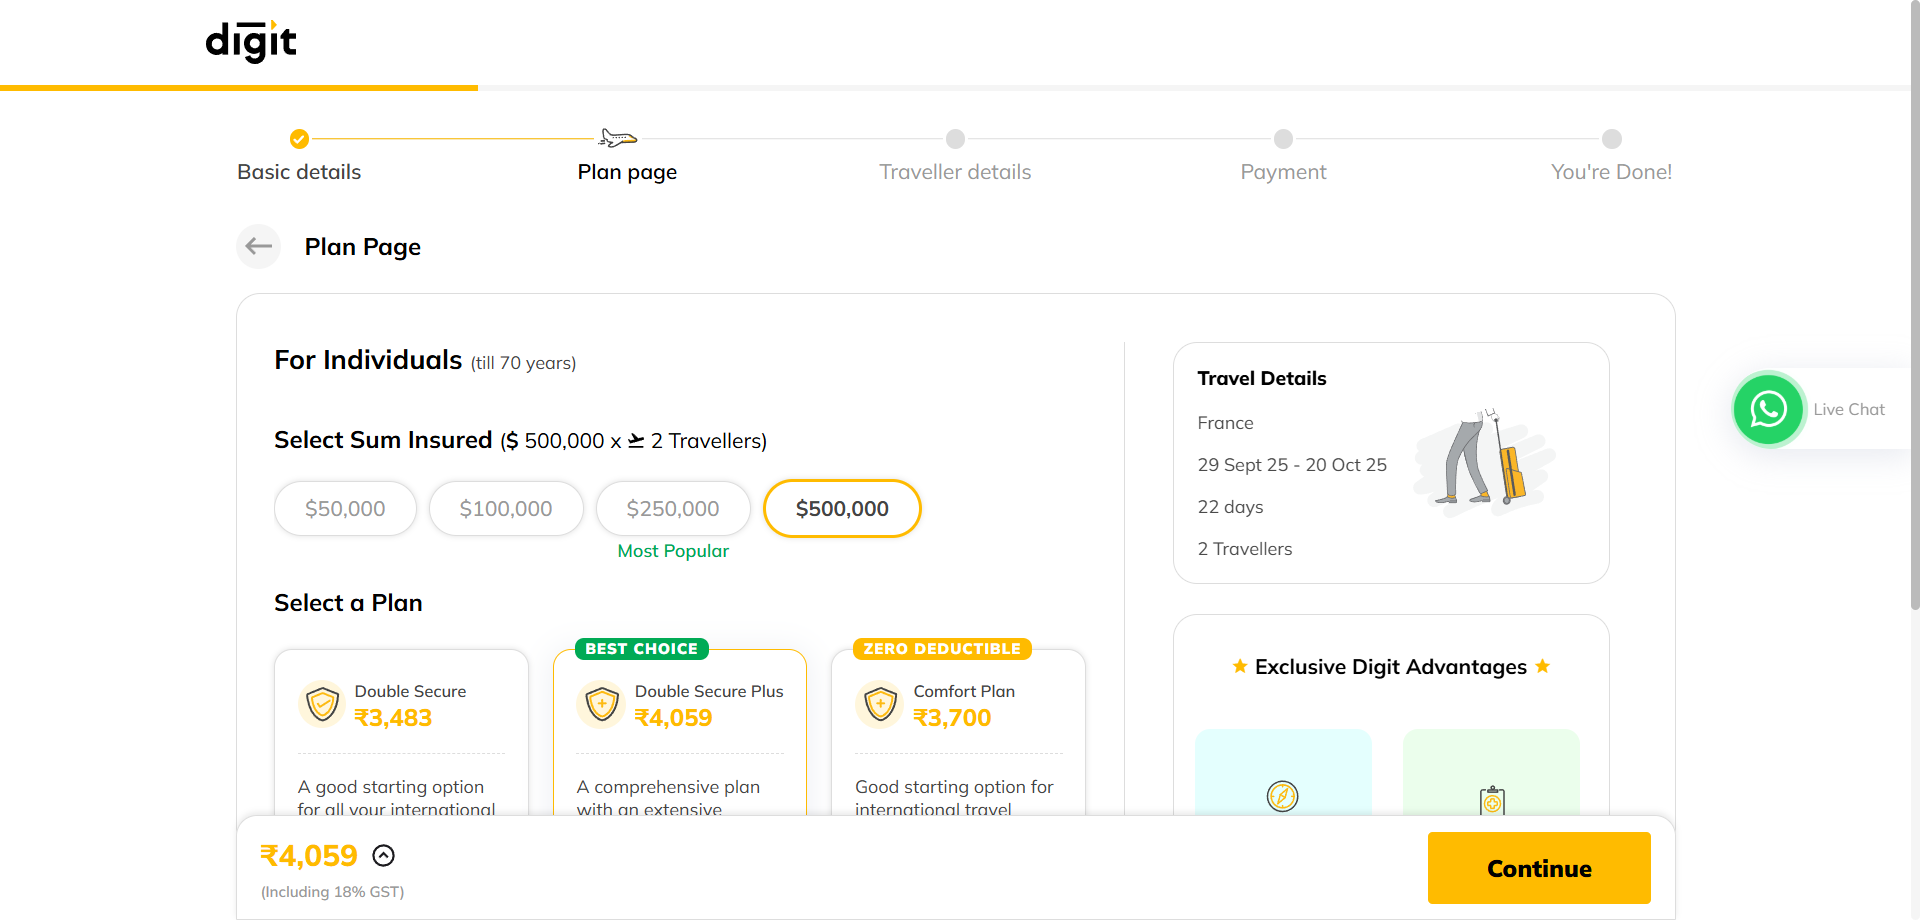 digit
Basic details
Plan page
Traveller details
Payment
You're Done!
Plan Page
For Individuals (till 70 years)
Select Sum Insured ($ 500,000 x 2 Travellers)
$50,000
$100,000
$250,000
$500,000
Most Popular
Select a Plan
Double Secure
₹3,483
A good starting option
for all your international
BEST CHOICE
Double Secure Plus
₹4,059
A comprehensive plan
with an extensive
ZERO DEDUCTIBLE
Comfort Plan
₹3,700
Good starting option for
international travel
Travel Details
France
29 Sept 25 - 20 Oct 25
22 days
2 Travellers
Exclusive Digit Advantages
Live Chat
₹4,059
(Including 18% GST)
Continue